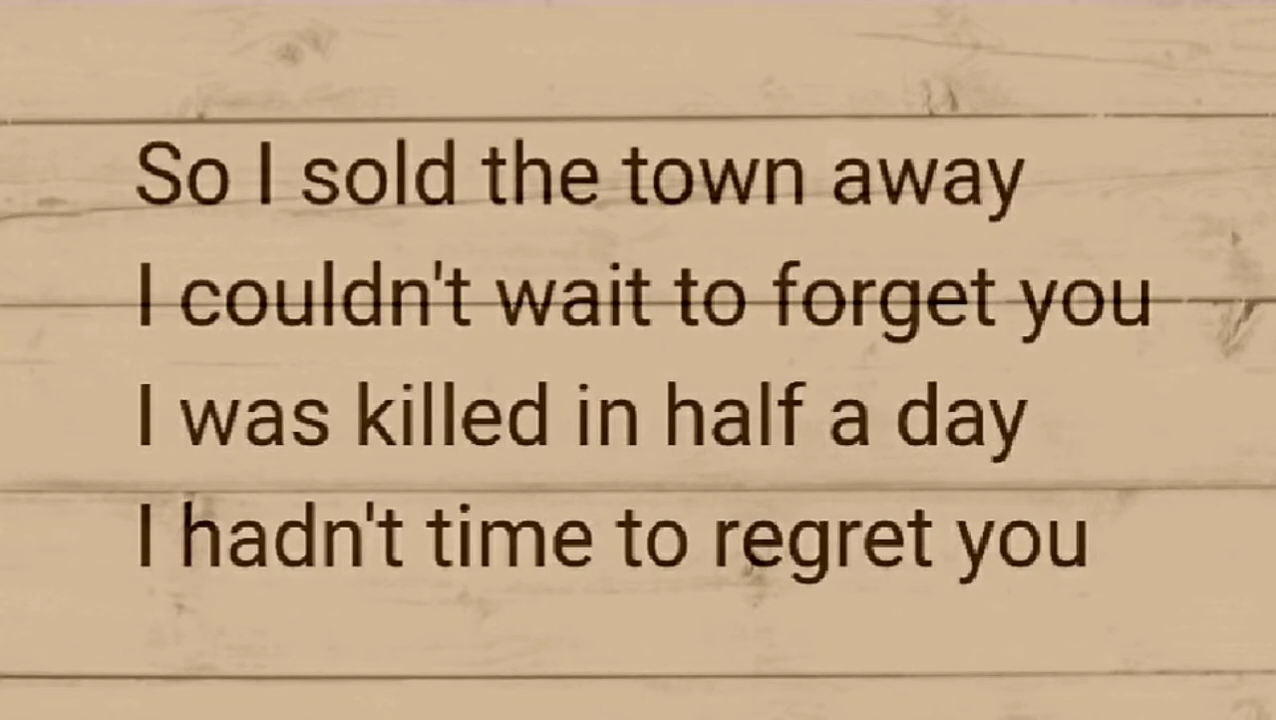 So I sold the town away
I couldn't wait to forget you
I was killed in half a day
I hadn't time to regret you